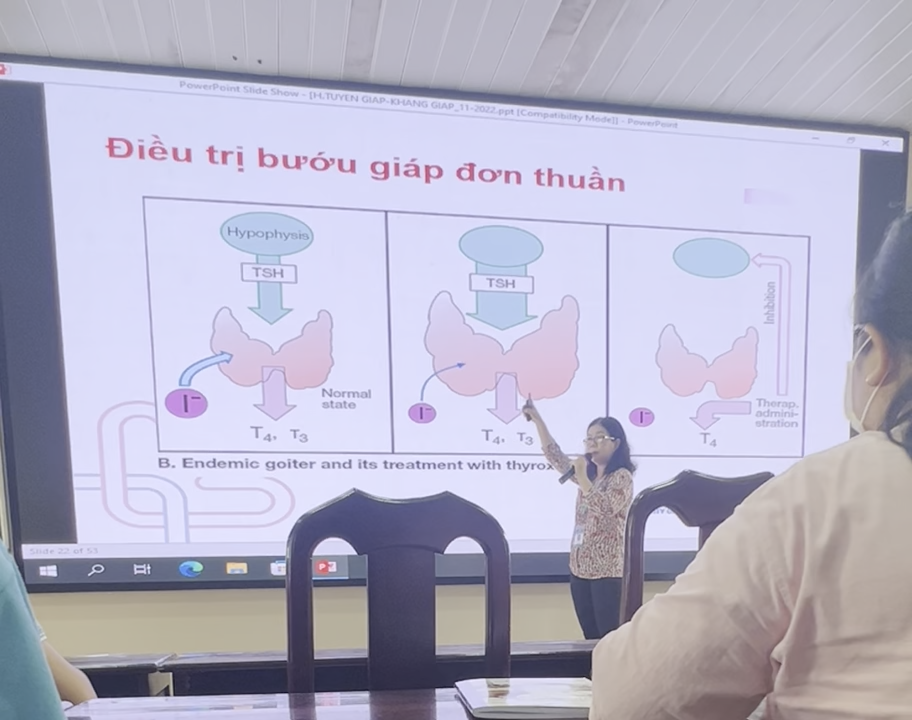 PowerPoint Slide Show - [H.TUYEN GIAP-KHANG GIAP_11-2022.ppt [Compatibility Mode]] - PowerPoint
Điều trị bướu giáp đơn thuần
Hypophysis
TSH
I⁻
Normal
state
T₄, T₃
TSH
I⁻
T₄, T₃
Inhibition
I⁻
Therap.
admini-
stration
T₄
B. Endemic goiter and its treatment with thyrox
Slide 22 of 53